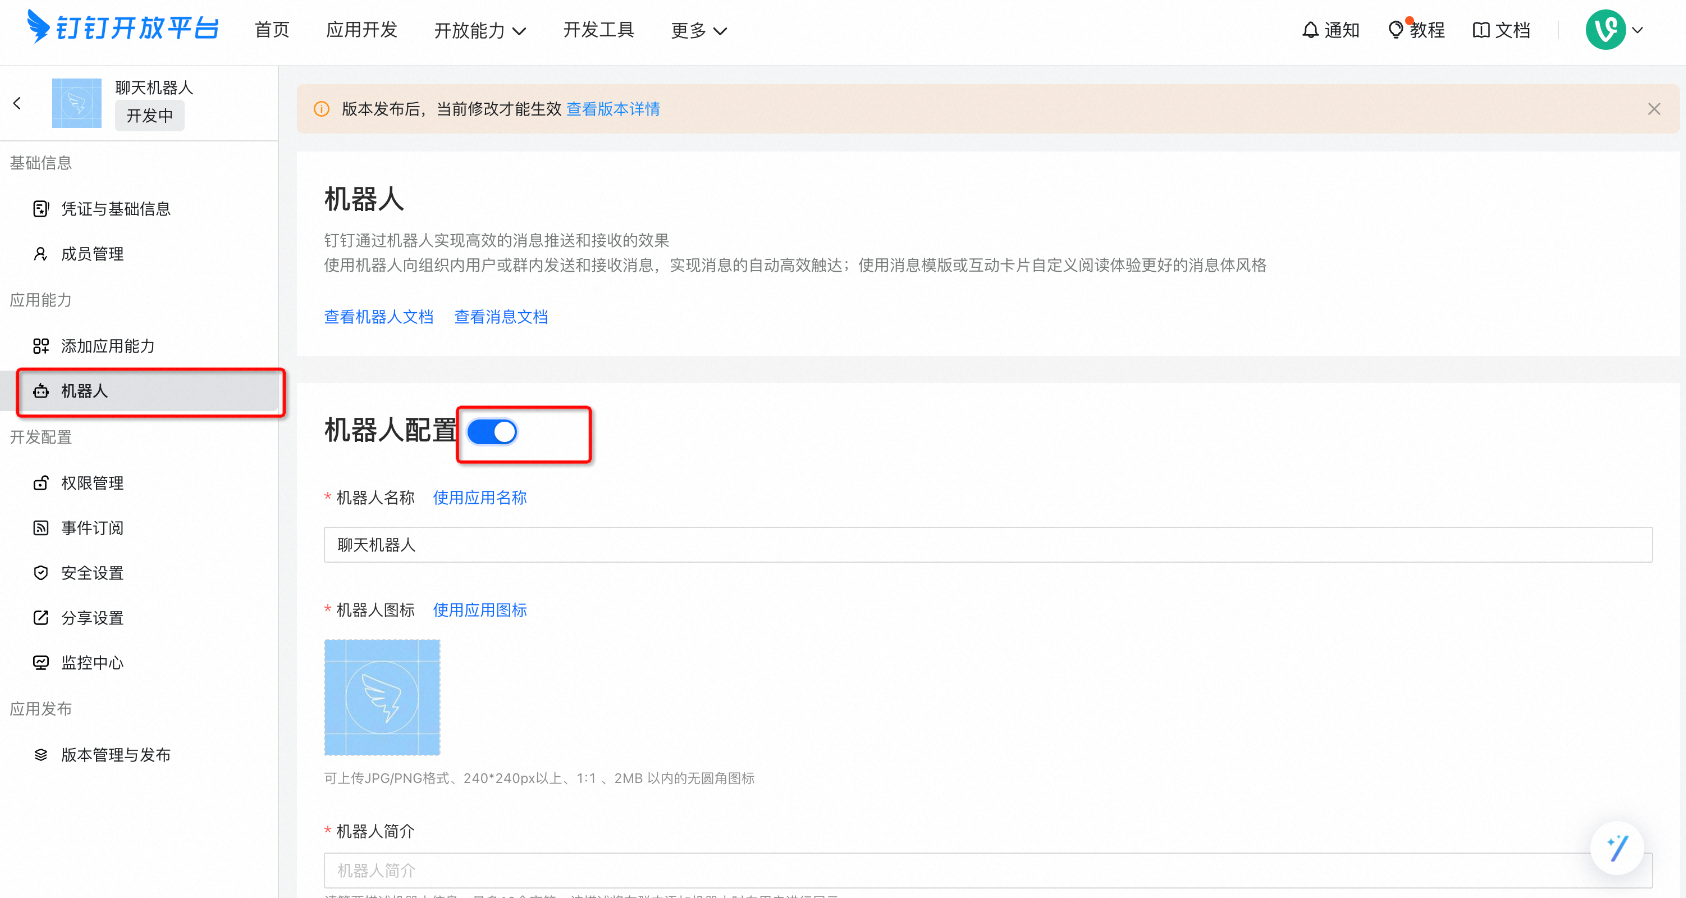 钉钉开放平台 首页 应用开发 开放能力 开发工具 更多 通知 教程 文档
聊天机器人
开发中
基础信息
凭证与基础信息
成员管理
应用能力
添加应用能力
机器人
开发配置
权限管理
事件订阅
安全设置
分享设置
监控中心
应用发布
版本管理与发布
版本发布后，当前修改才能生效 查看版本详情
机器人
钉钉通过机器人实现高效的消息推送和接收的效果
使用机器人向组织内用户或群内发送和接收消息，实现消息的自动高效触达；使用消息模版或互动卡片自定义阅读体验更好的消息体风格
查看机器人文档 查看消息文档
机器人配置
* 机器人名称 使用应用名称
聊天机器人
* 机器人图标 使用应用图标
可上传JPG/PNG格式、240*240px以上、1:1 、2MB 以内的无圆角图标
* 机器人简介
机器人简介